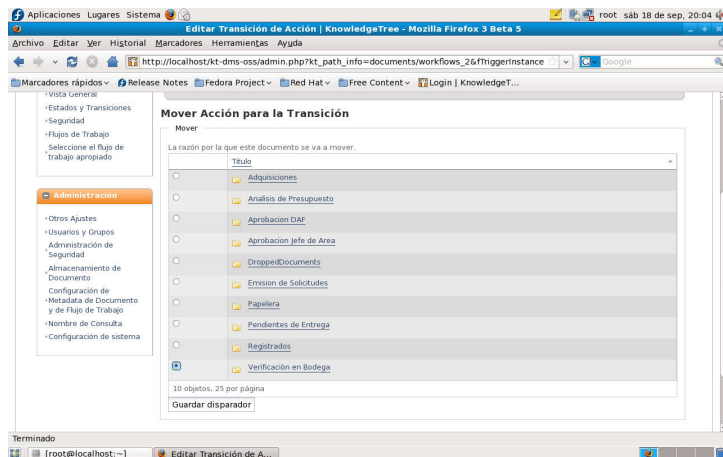 Aplicaciones Lugares Sistema root sáb 18 de sep, 20:04
Editar Transición de Acción | KnowledgeTree - Mozilla Firefox 3 Beta 5
Archivo Editar Ver Historial Marcadores Herramientas Ayuda
http://localhost/kt-dms-oss/admin.php?kt_path_info=documents/workflows_2&fTriggerInstance Google
Marcadores rápidos Release Notes Fedora Project Red Hat Free Content Login | KnowledgeT...
Vista General
Estados y Transiciones
Seguridad
Flujos de Trabajo
Seleccione el flujo de
trabajo apropiado
Administración
Otros Ajustes
Usuarios y Grupos
Administración de
Seguridad
Almacenamiento de
Documento
Configuración de
Metadata de Documento
y de Flujo de Trabajo
Nombre de Consulta
Configuración de sistema
Mover Acción para la Transición
Mover
La razón por la que este documento se va a mover.
Titulo
Adquisiciones
Analisis de Presupuesto
Aprobacion DAF
Aprobacion Jefe de Area
DroppedDocuments
Emision de Solicitudes
Papelera
Pendientes de Entrega
Registrados
Verificación en Bodega
10 objetos, 25 por página
Guardar disparador
Terminado
[root@localhost:~] Editar Transición de A...